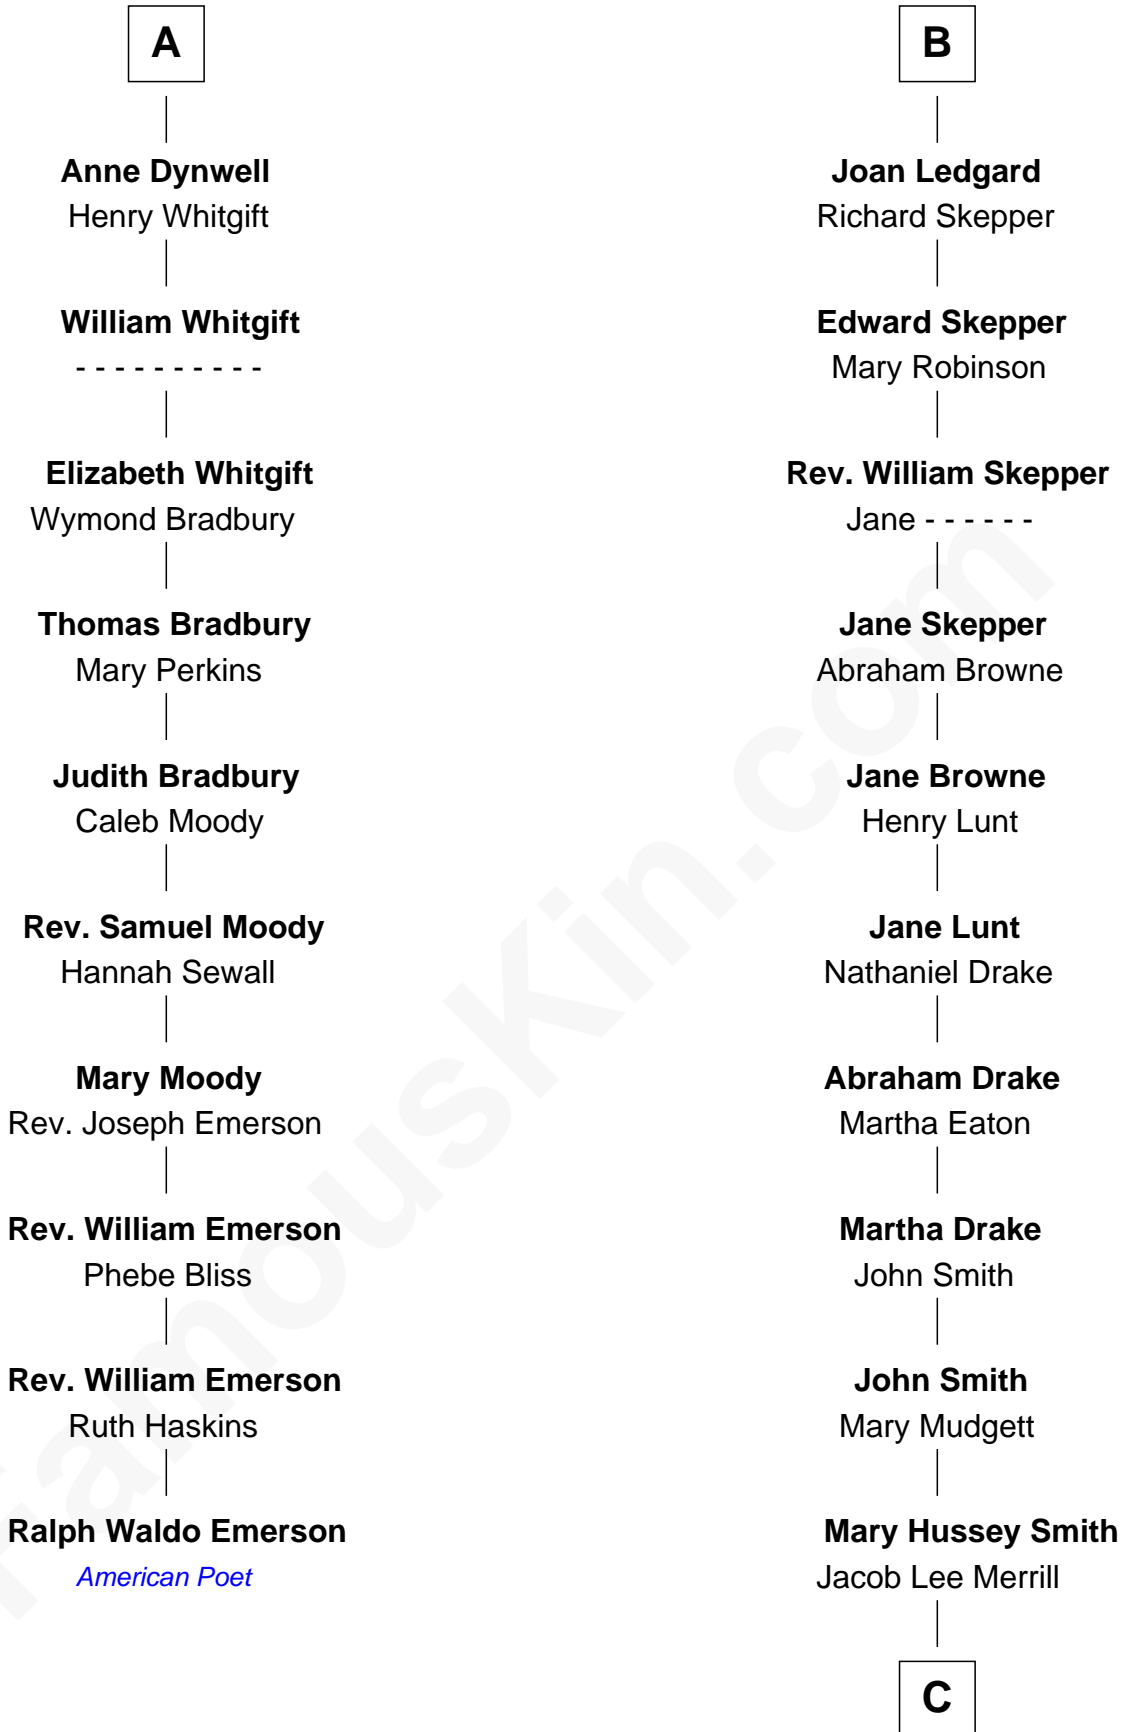 A
Anne Dynwell
Henry Whitgift
William Whitgift
- - - - - - - - - -
Elizabeth Whitgift
Wymond Bradbury
Thomas Bradbury
Mary Perkins
Judith Bradbury
Caleb Moody
Rev. Samuel Moody
Hannah Sewall
Mary Moody
Rev. Joseph Emerson
Rev. William Emerson
Phebe Bliss
Rev. William Emerson
Ruth Haskins
Ralph Waldo Emerson
American Poet
B
Joan Ledgard
Richard Skepper
Edward Skepper
Mary Robinson
Rev. William Skepper
Jane - - - - - -
Jane Skepper
Abraham Browne
Jane Browne
Henry Lunt
Jane Lunt
Nathaniel Drake
Abraham Drake
Martha Eaton
Martha Drake
John Smith
John Smith
Mary Mudgett
Mary Hussey Smith
Jacob Lee Merrill
C
FamousKin.com